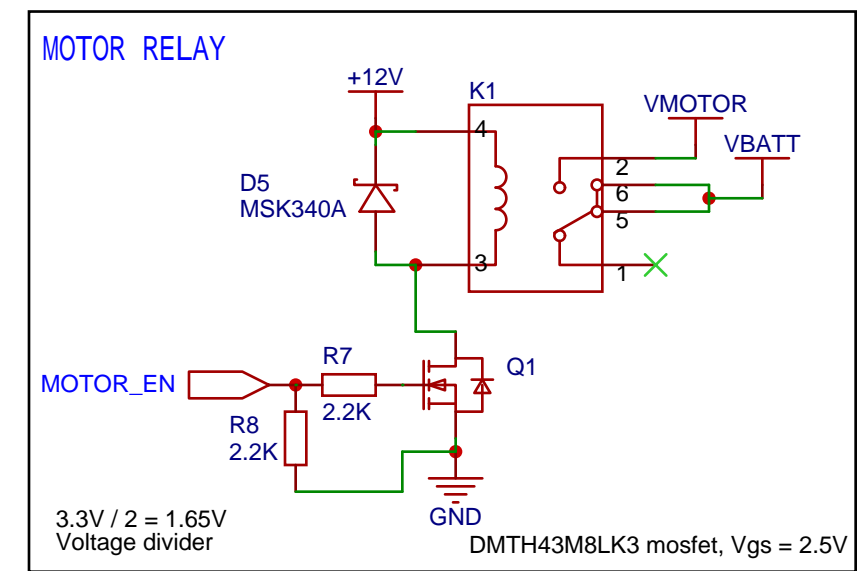 MOTOR RELAY
+12V
K1
VMOTOR
VBATT
4
2
6
5
3
1
D5
MSK340A
R7
2.2K
Q1
MOTOR_EN
R8
2.2K
GND
3.3V / 2 = 1.65V
Voltage divider
DMTH43M8LK3 mosfet, Vgs = 2.5V